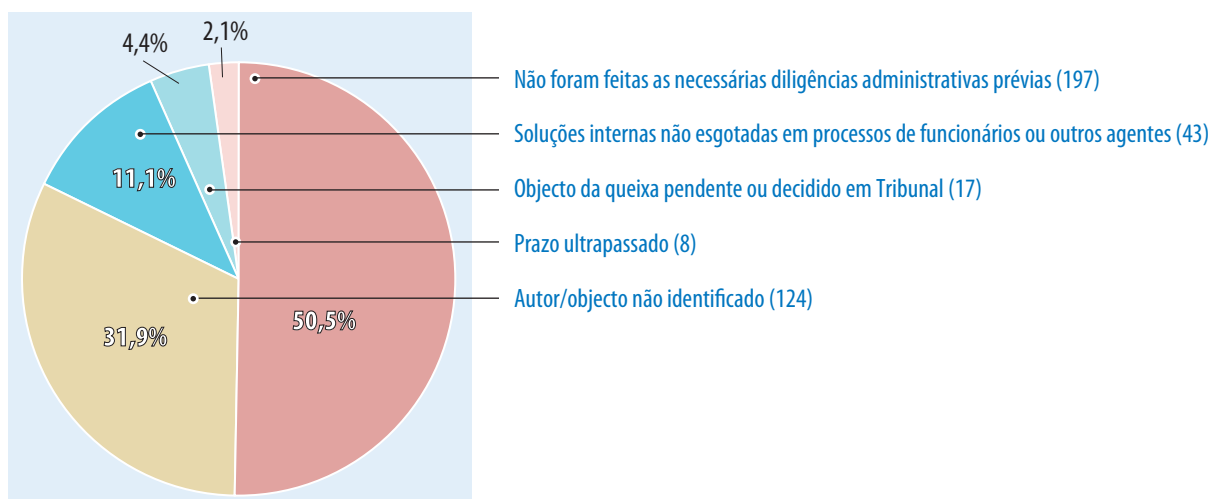 2,1%
4,4%
Não foram feitas as necessárias diligências administrativas prévias (197)
Soluções internas não esgotadas em processos de funcionários ou outros agentes (43)
11,1%
Objecto da queixa pendente ou decidido em Tribunal (17)
Prazo ultrapassado (8)
Autor/objecto não identificado (124)
50,5%
31,9%